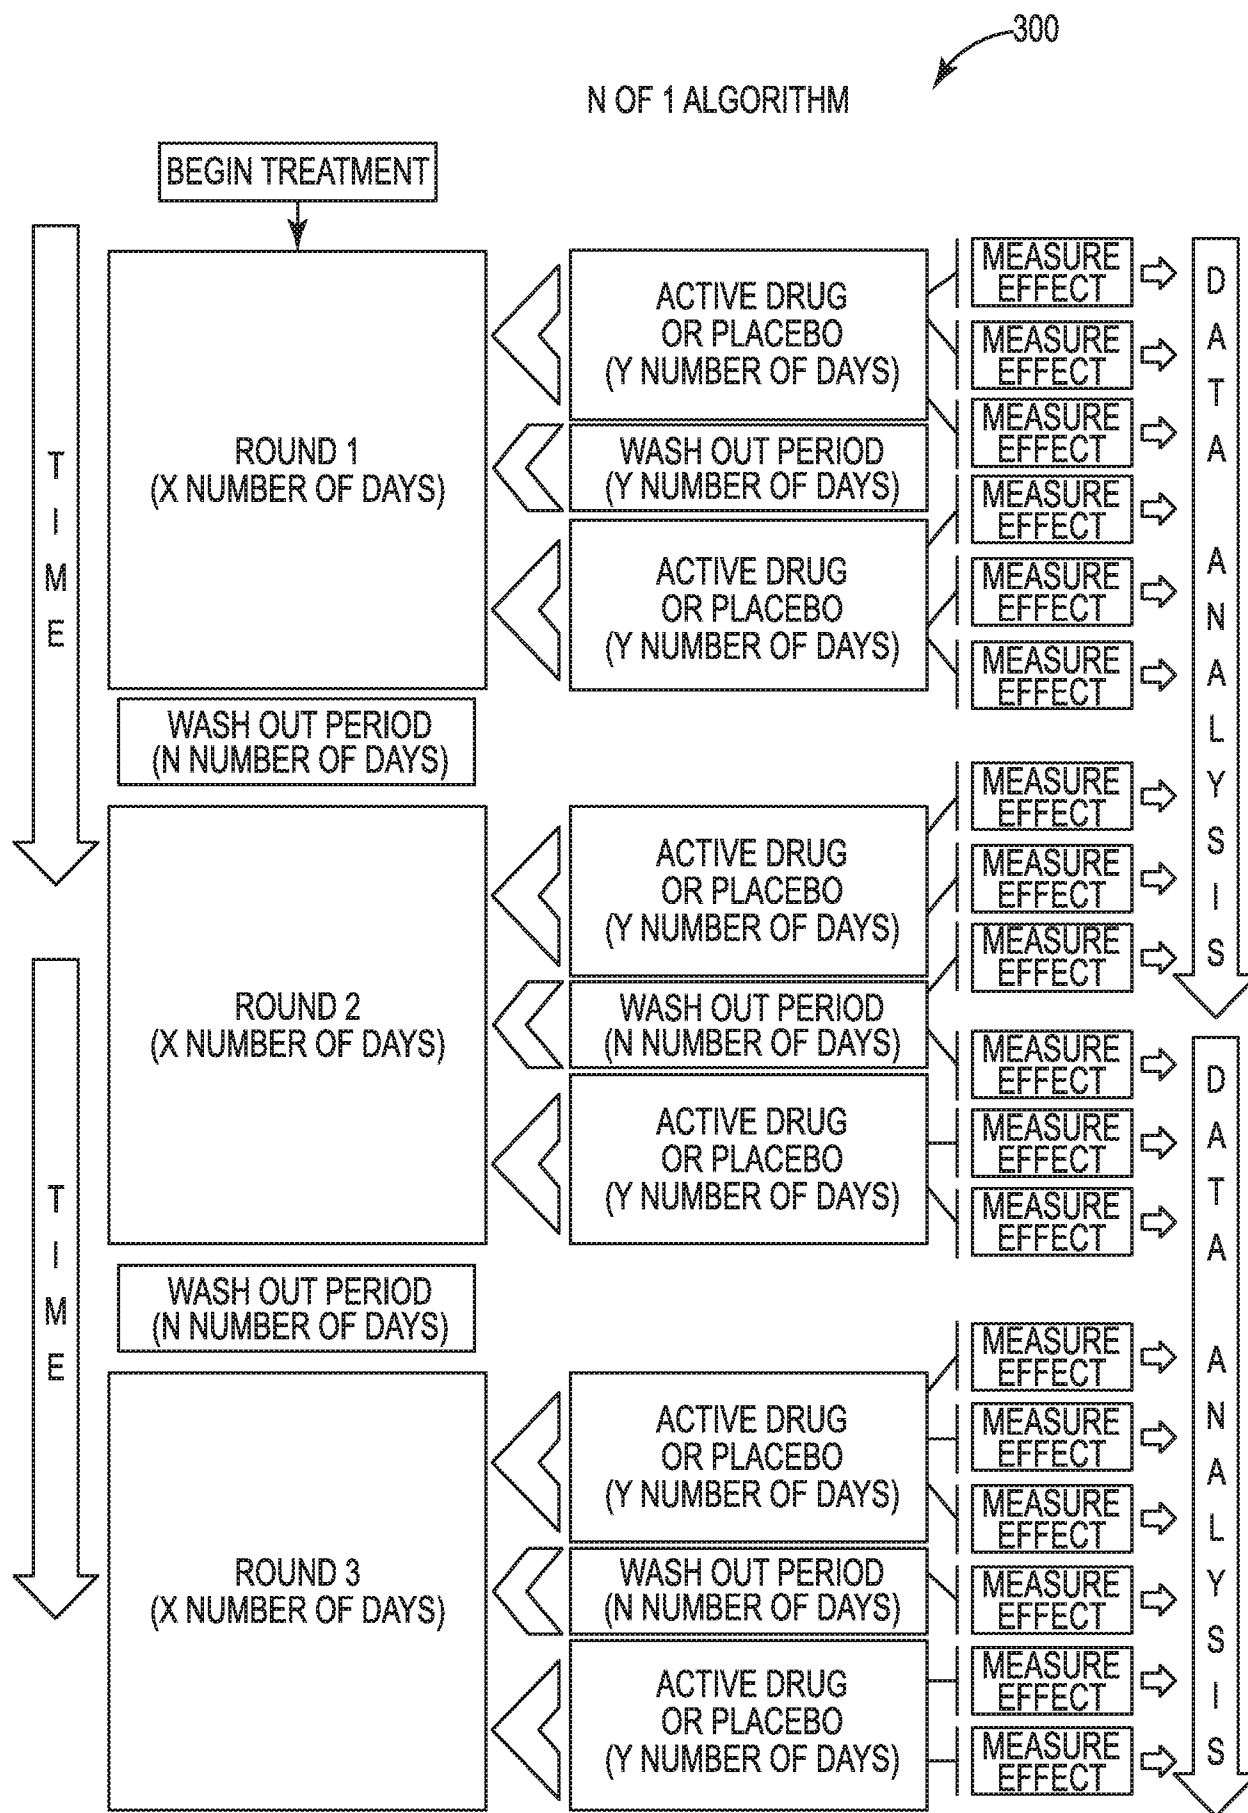 300
N OF 1 ALGORITHM
BEGIN TREATMENT
TIME
ROUND 1
(X NUMBER OF DAYS)
ACTIVE DRUG
OR PLACEBO
(Y NUMBER OF DAYS)
WASH OUT PERIOD
(Y NUMBER OF DAYS)
ACTIVE DRUG
OR PLACEBO
(Y NUMBER OF DAYS)
MEASURE
EFFECT
MEASURE
EFFECT
MEASURE
EFFECT
MEASURE
EFFECT
MEASURE
EFFECT
MEASURE
EFFECT
DATA ANALYSIS
WASH OUT PERIOD
(N NUMBER OF DAYS)
ROUND 2
(X NUMBER OF DAYS)
ACTIVE DRUG
OR PLACEBO
(Y NUMBER OF DAYS)
WASH OUT PERIOD
(N NUMBER OF DAYS)
ACTIVE DRUG
OR PLACEBO
(Y NUMBER OF DAYS)
MEASURE
EFFECT
MEASURE
EFFECT
MEASURE
EFFECT
MEASURE
EFFECT
MEASURE
EFFECT
MEASURE
EFFECT
TIME
WASH OUT PERIOD
(N NUMBER OF DAYS)
ROUND 3
(X NUMBER OF DAYS)
ACTIVE DRUG
OR PLACEBO
(Y NUMBER OF DAYS)
WASH OUT PERIOD
(N NUMBER OF DAYS)
ACTIVE DRUG
OR PLACEBO
(Y NUMBER OF DAYS)
MEASURE
EFFECT
MEASURE
EFFECT
MEASURE
EFFECT
MEASURE
EFFECT
MEASURE
EFFECT
MEASURE
EFFECT
DATA ANALYSIS